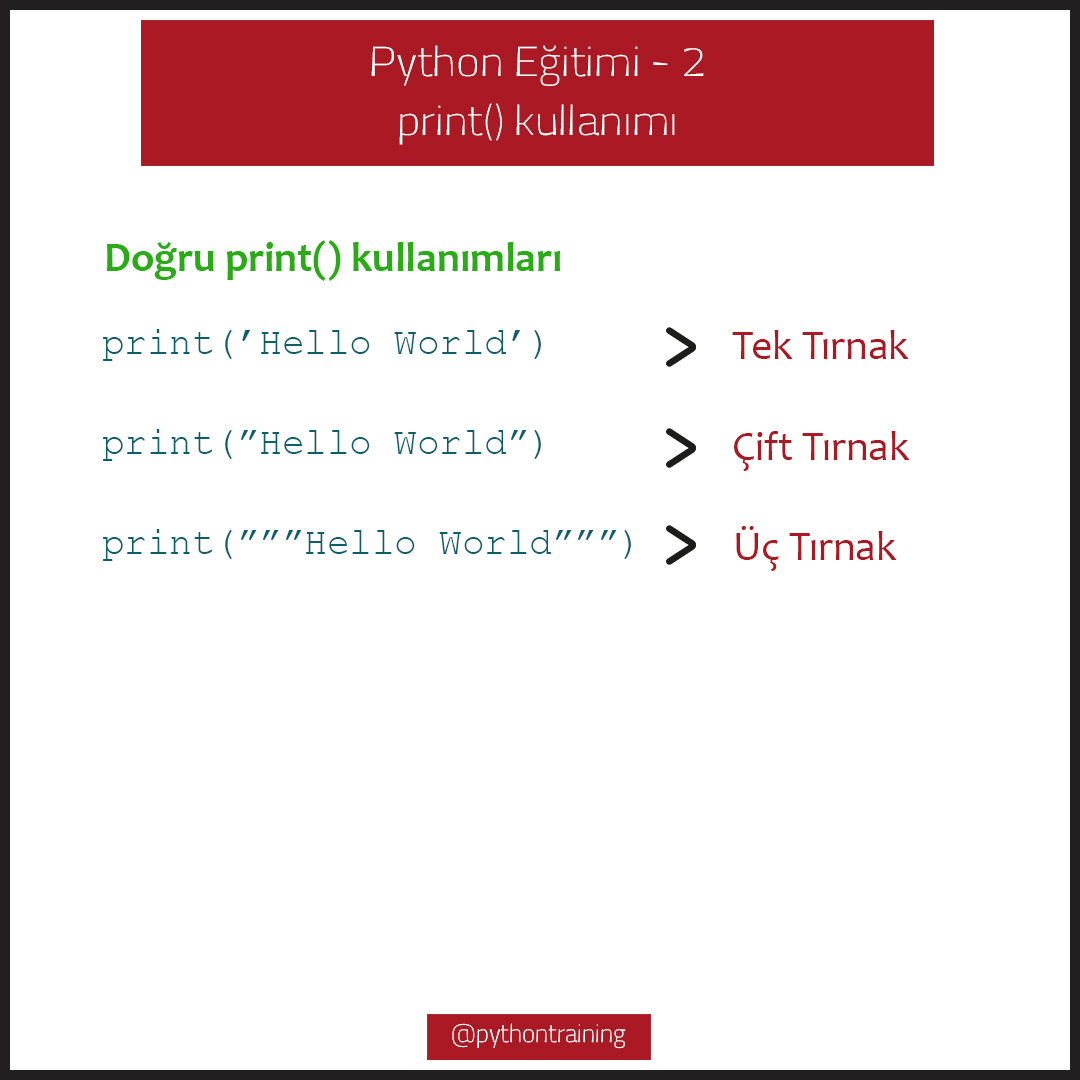 Python Eğitimi - 2
print() kullanımı
Doğru print() kullanımları
print(’Hello World’) > Tek Tırnak
print(”Hello World”) > Çift Tırnak
print(”””Hello World”””) > Üç Tırnak
@pythontraining